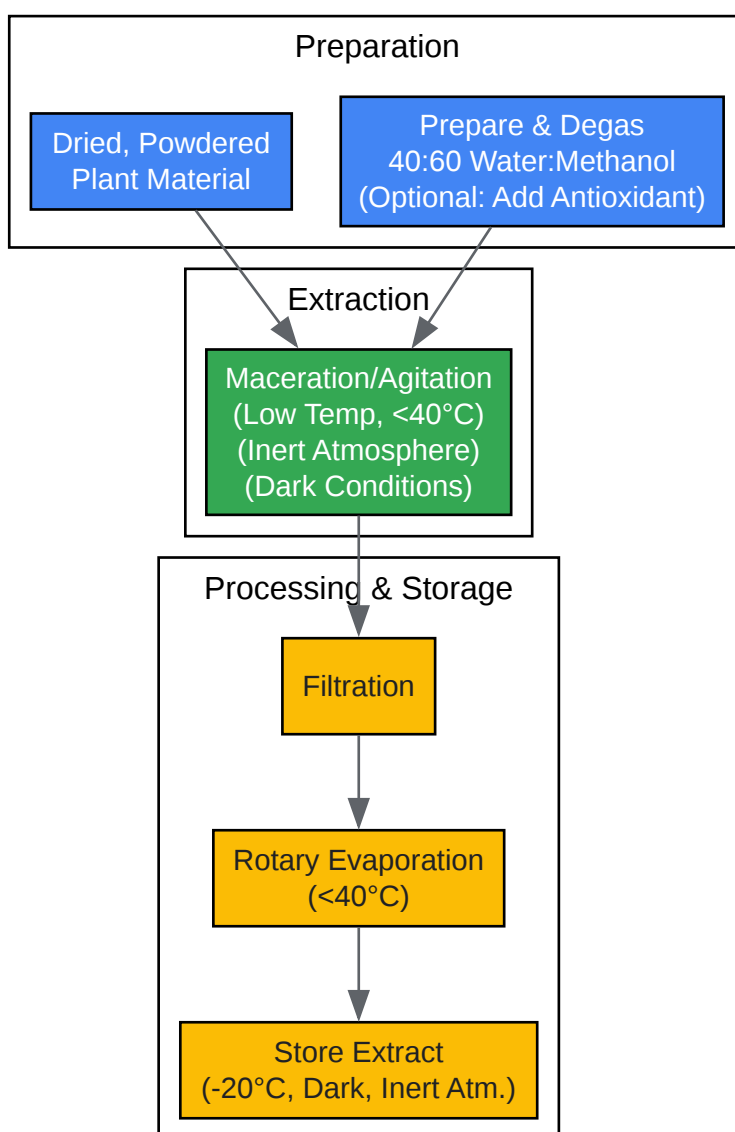 Preparation
Dried, Powdered
Plant Material
Prepare & Degas
40:60 Water:Methanol
(Optional: Add Antioxidant)
Extraction
Maceration/Agitation
(Low Temp, <40°C)
(Inert Atmosphere)
(Dark Conditions)
Processing & Storage
Filtration
Rotary Evaporation
(<40°C)
Store Extract
(-20°C, Dark, Inert Atm.)